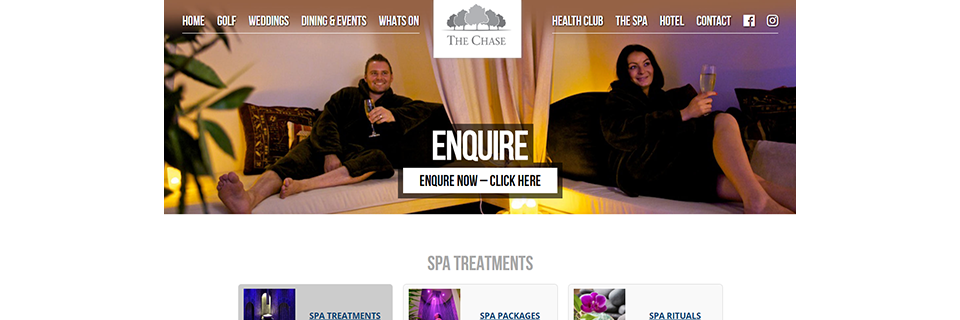 HOME GOLF WEDDINGS DINING & EVENTS WHATS ON
THE CHASE
HEALTH CLUB THE SPA HOTEL CONTACT
ENQUIRE
ENQURE NOW – CLICK HERE
SPA TREATMENTS
SPA TREATMENTS
SPA PACKAGES
SPA RITUALS